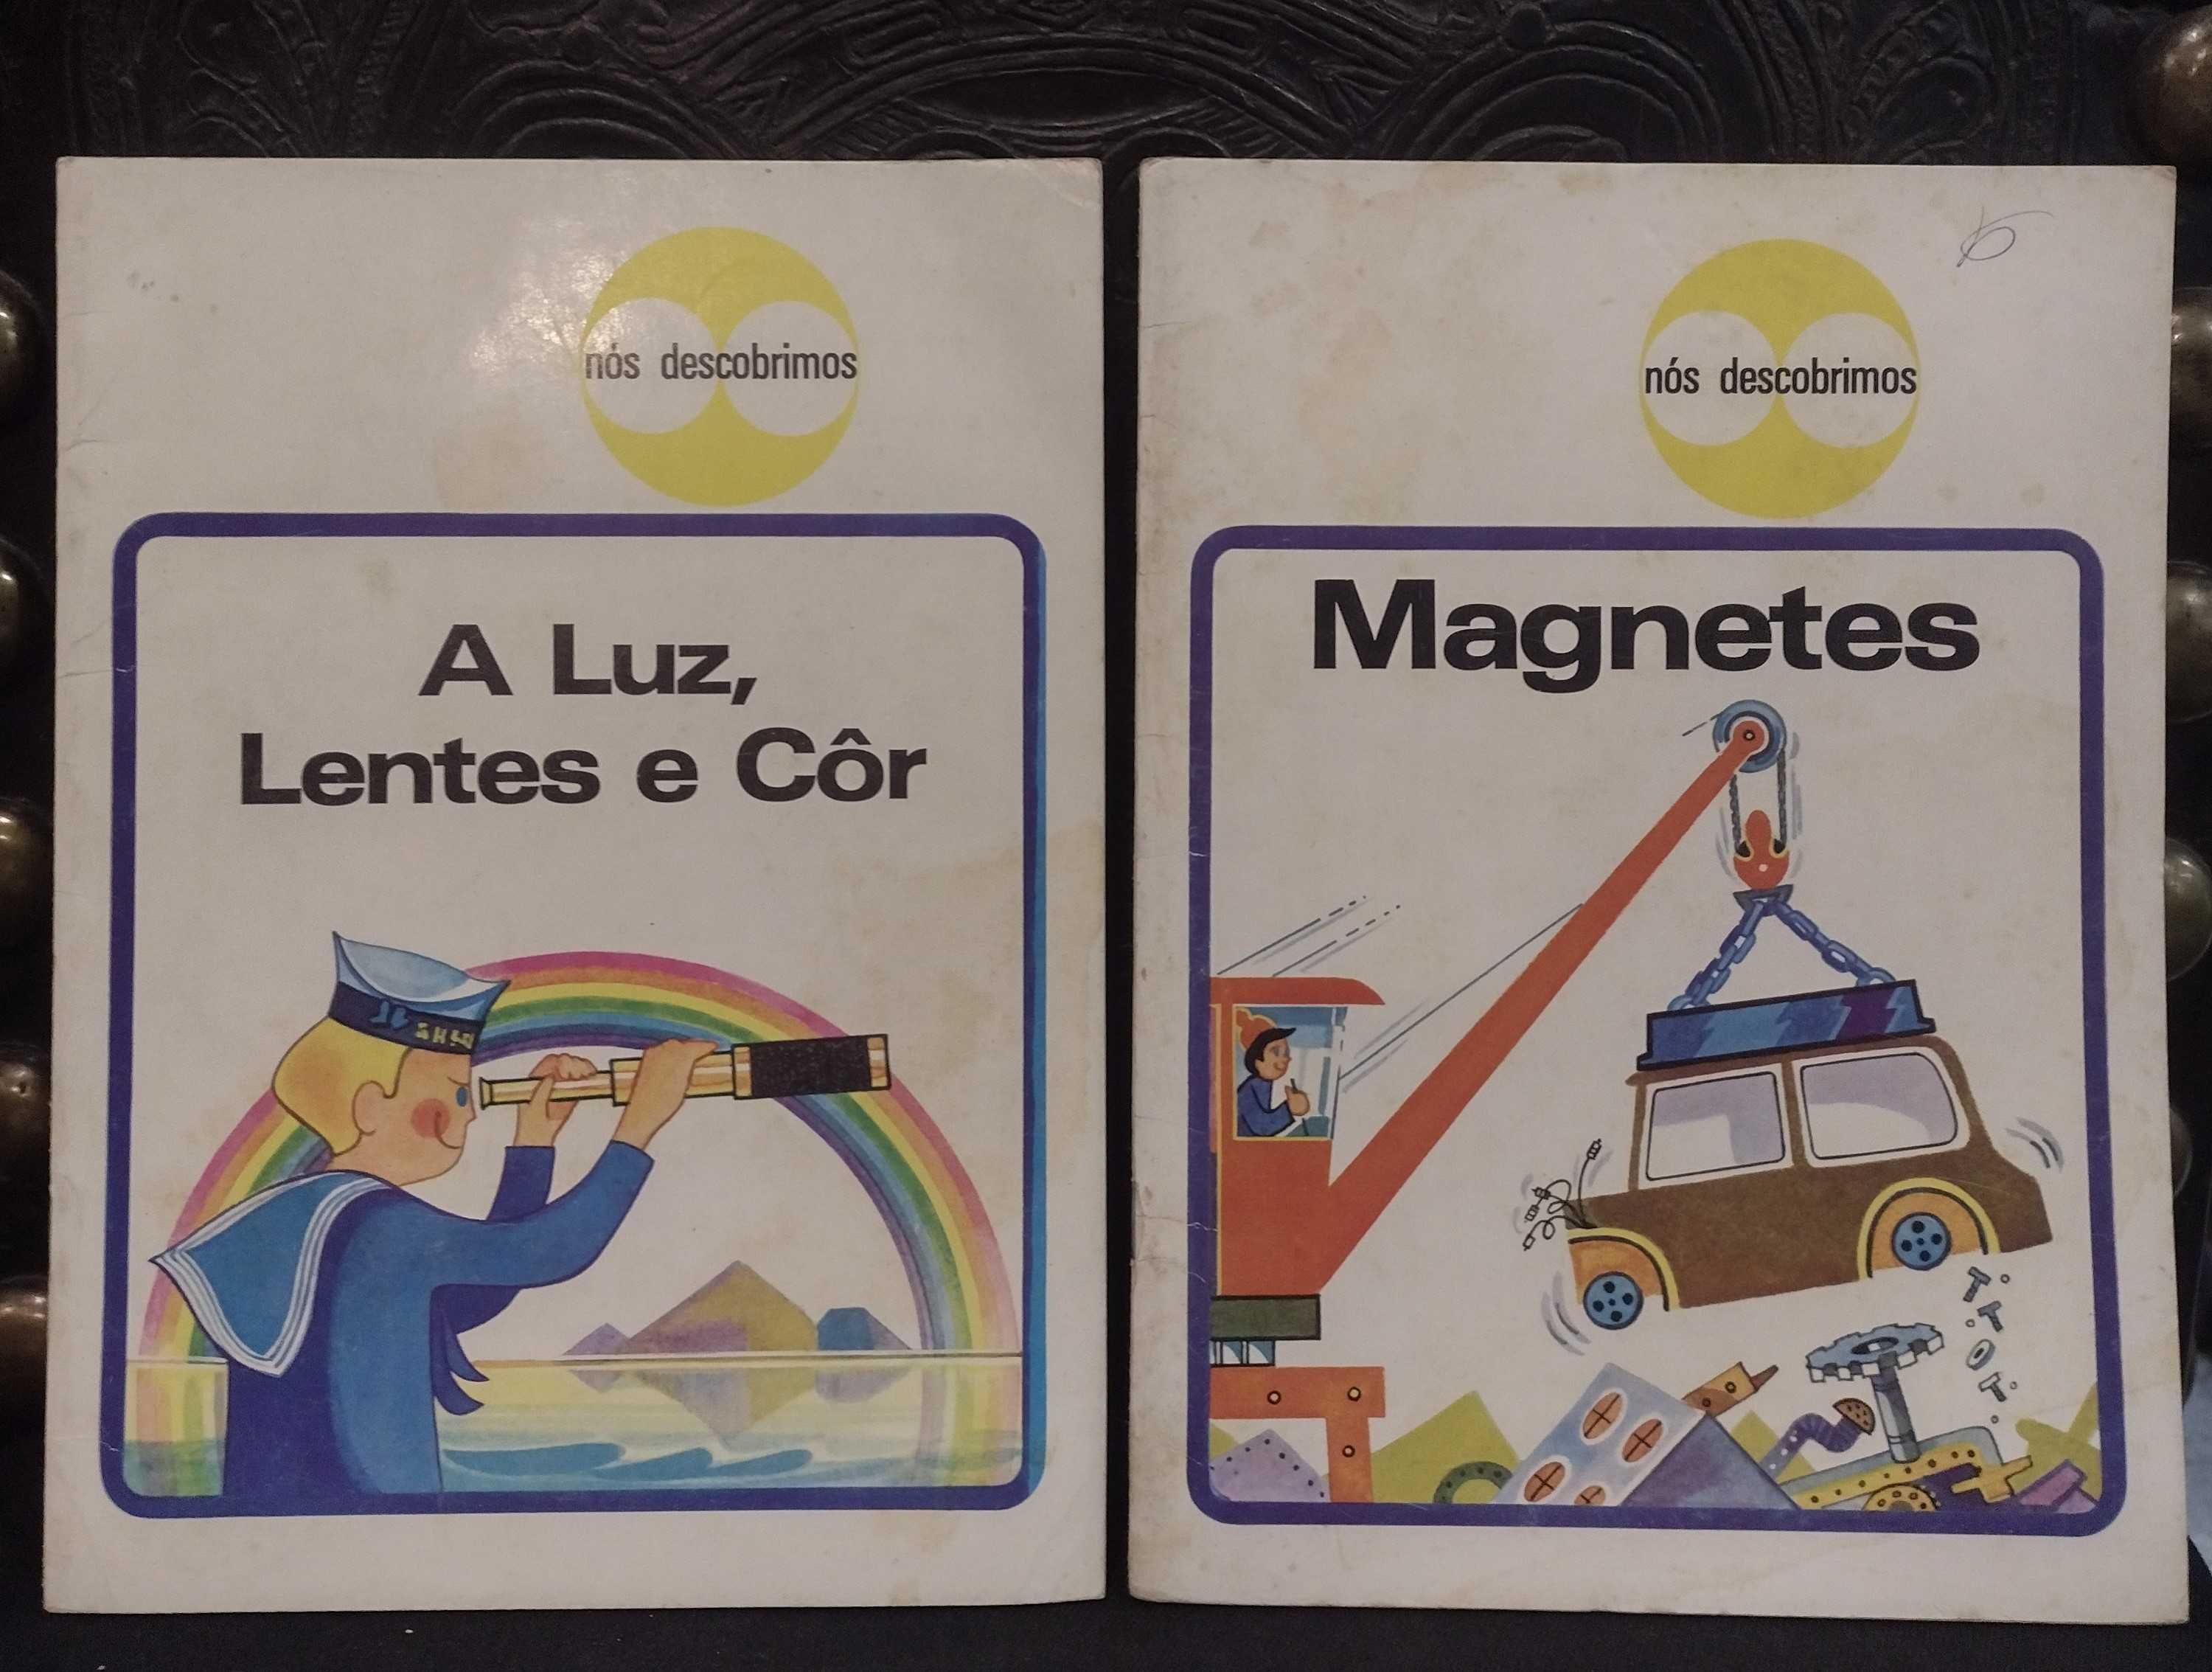 nós descobrimos
A Luz,
Lentes e Côr
nós descobrimos
Magnetes